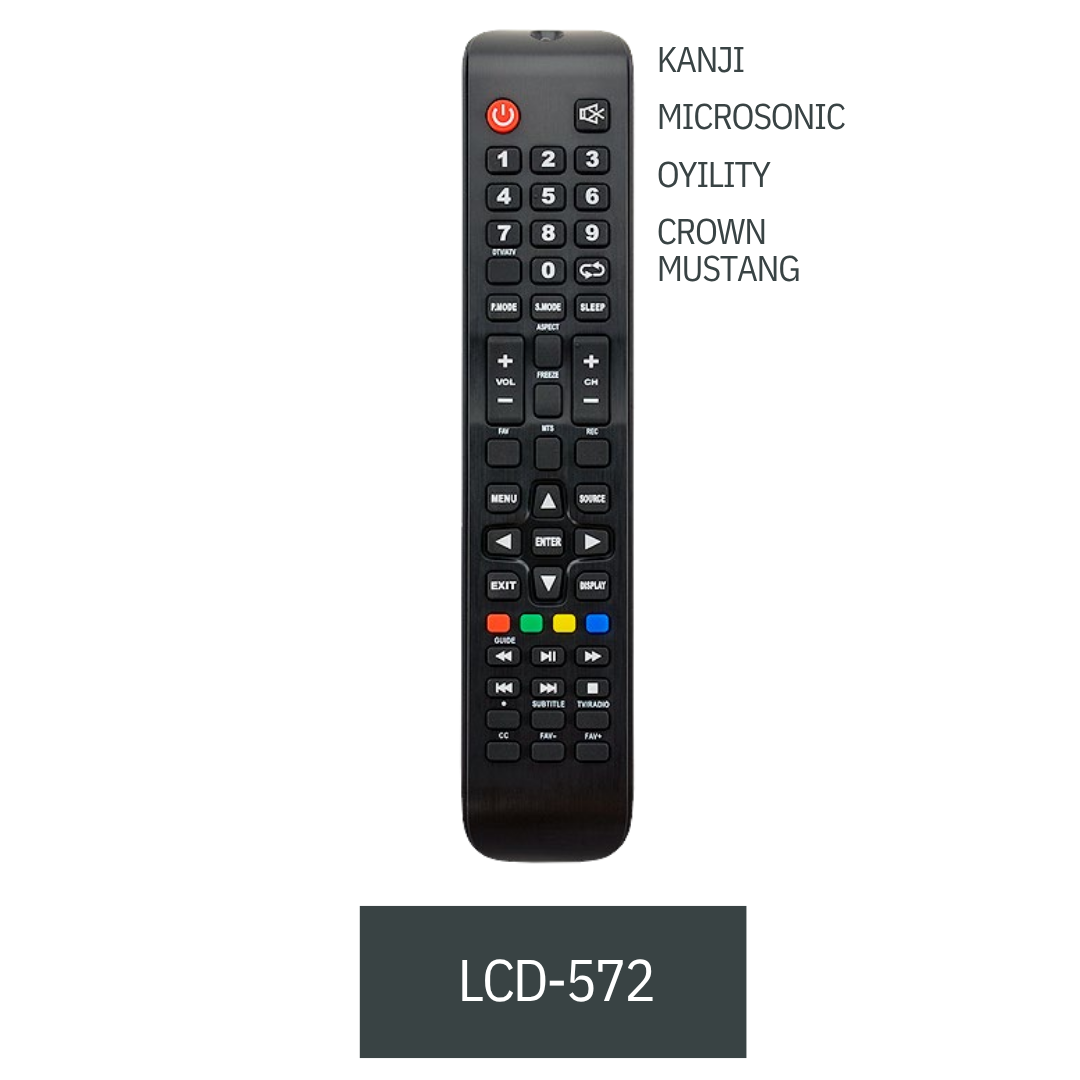 KANJI
MICROSONIC
OYILITY
CROWN
MUSTANG
1 2 3
4 5 6
7 8 9
DTV/ATV
0
P.MODE S.MODE SLEEP
ASPECT
+ +
VOL FREEZE CH
- -
FAV MTS REC
MENU SOURCE
ENTER
EXIT DISPLAY
GUIDE
SUBTITLE TV/RADIO
CC FAV- FAV+
LCD-572